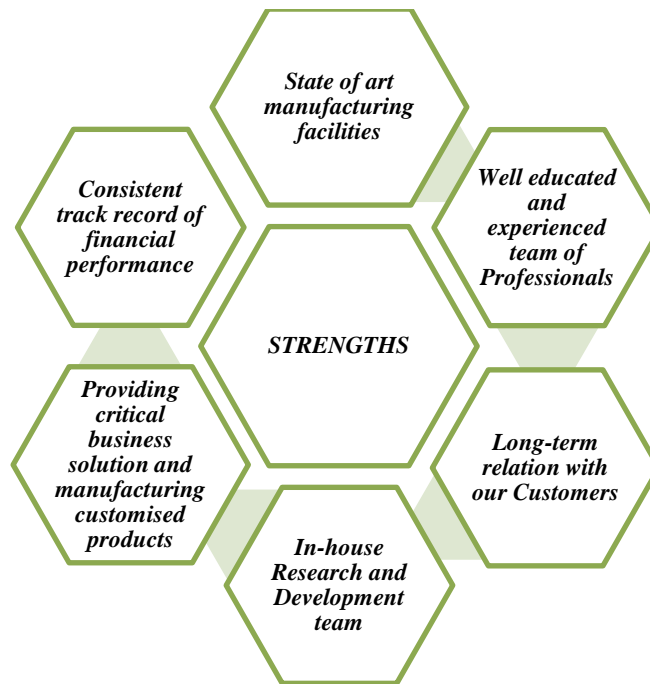 State of art
manufacturing
facilities
Well educated
and
experienced
team of
Professionals
Long-term
relation with
our Customers
In-house
Research and
Development
team
Providing
critical
business
solution and
manufacturing
customised
products
Consistent
track record of
financial
performance
STRENGTHS